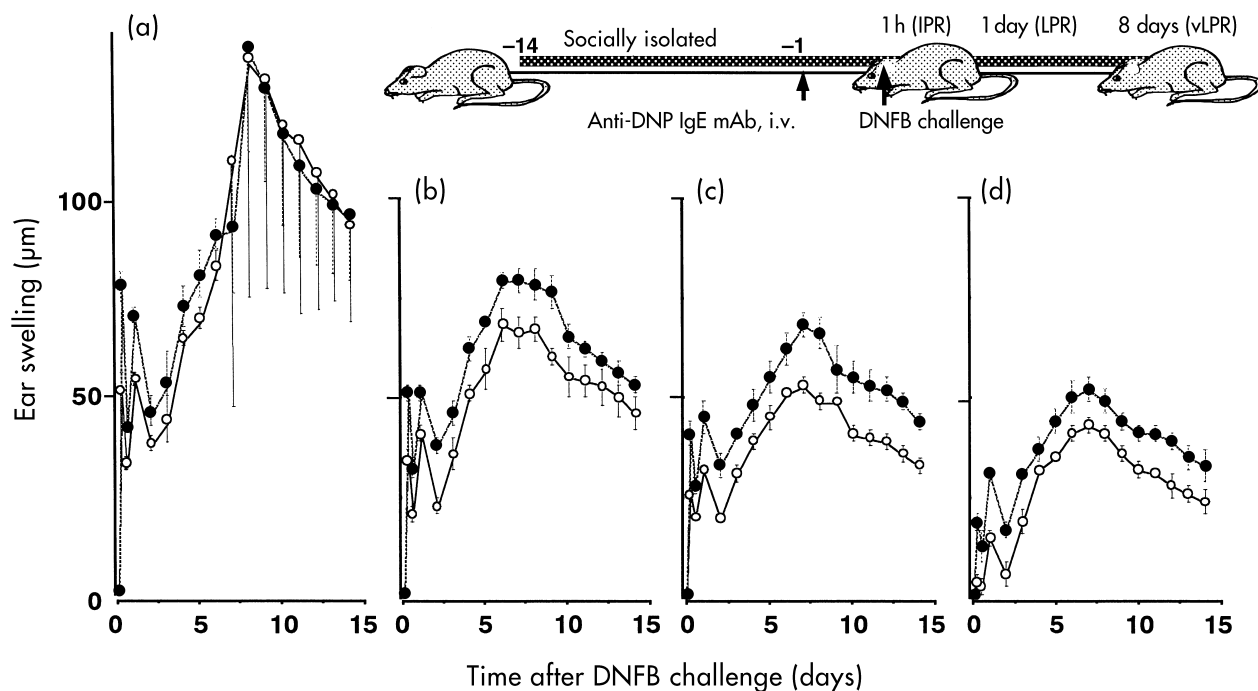 (a)
–14
Socially isolated
–1
1 h (IPR)
1 day (LPR)
8 days (vLPR)
Anti-DNP IgE mAb, i.v.
DNFB challenge
(b)
(c)
(d)
Ear swelling (μm)
100
50
0
0 5 10 15
0 5 10 15
0 5 10 15
0 5 10 15
Time after DNFB challenge (days)